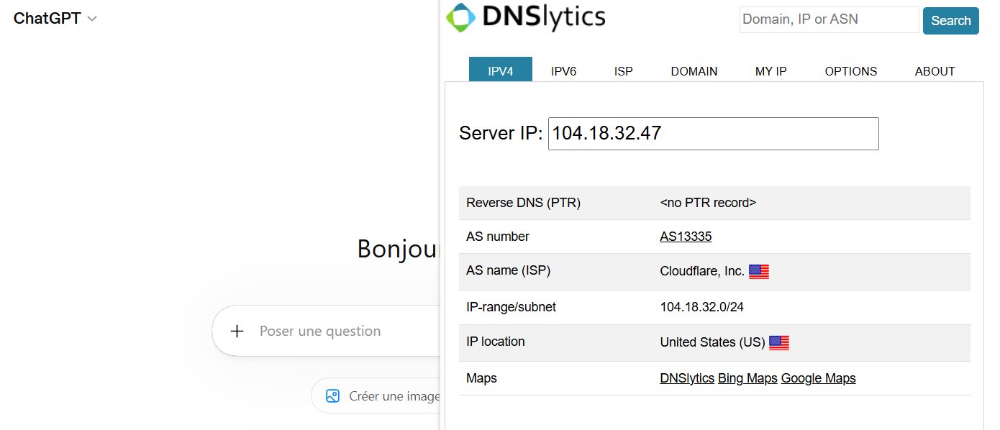 ChatGPT
Bonjour
Poser une question
Créer une image
DNSlytics
Domain, IP or ASN
Search
IPV4 IPV6 ISP DOMAIN MY IP OPTIONS ABOUT
Server IP: 104.18.32.47
Reverse DNS (PTR) <no PTR record>
AS number AS13335
AS name (ISP) Cloudflare, Inc.
IP-range/subnet 104.18.32.0/24
IP location United States (US)
Maps DNSlytics Bing Maps Google Maps